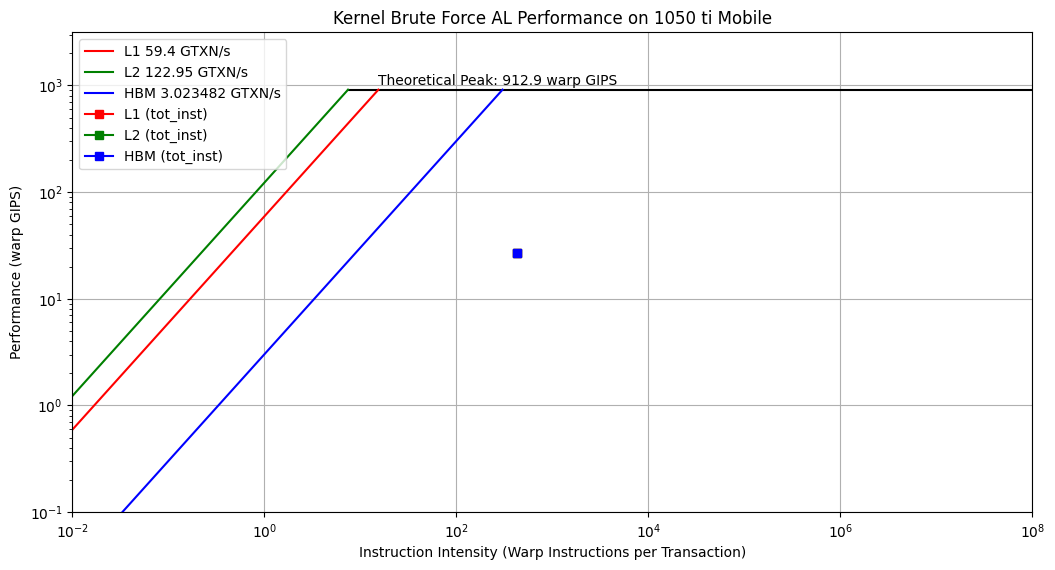 Kernel Brute Force AL Performance on 1050 ti Mobile
L1 59.4 GTXN/s
L2 122.95 GTXN/s
HBM 3.023482 GTXN/s
L1 (tot_inst)
L2 (tot_inst)
HBM (tot_inst)
Theoretical Peak: 912.9 warp GIPS
Performance (warp GIPS)
10³
10²
10¹
10⁰
10⁻¹
10⁻² 10⁰ 10² 10⁴ 10⁶ 10⁸
Instruction Intensity (Warp Instructions per Transaction)